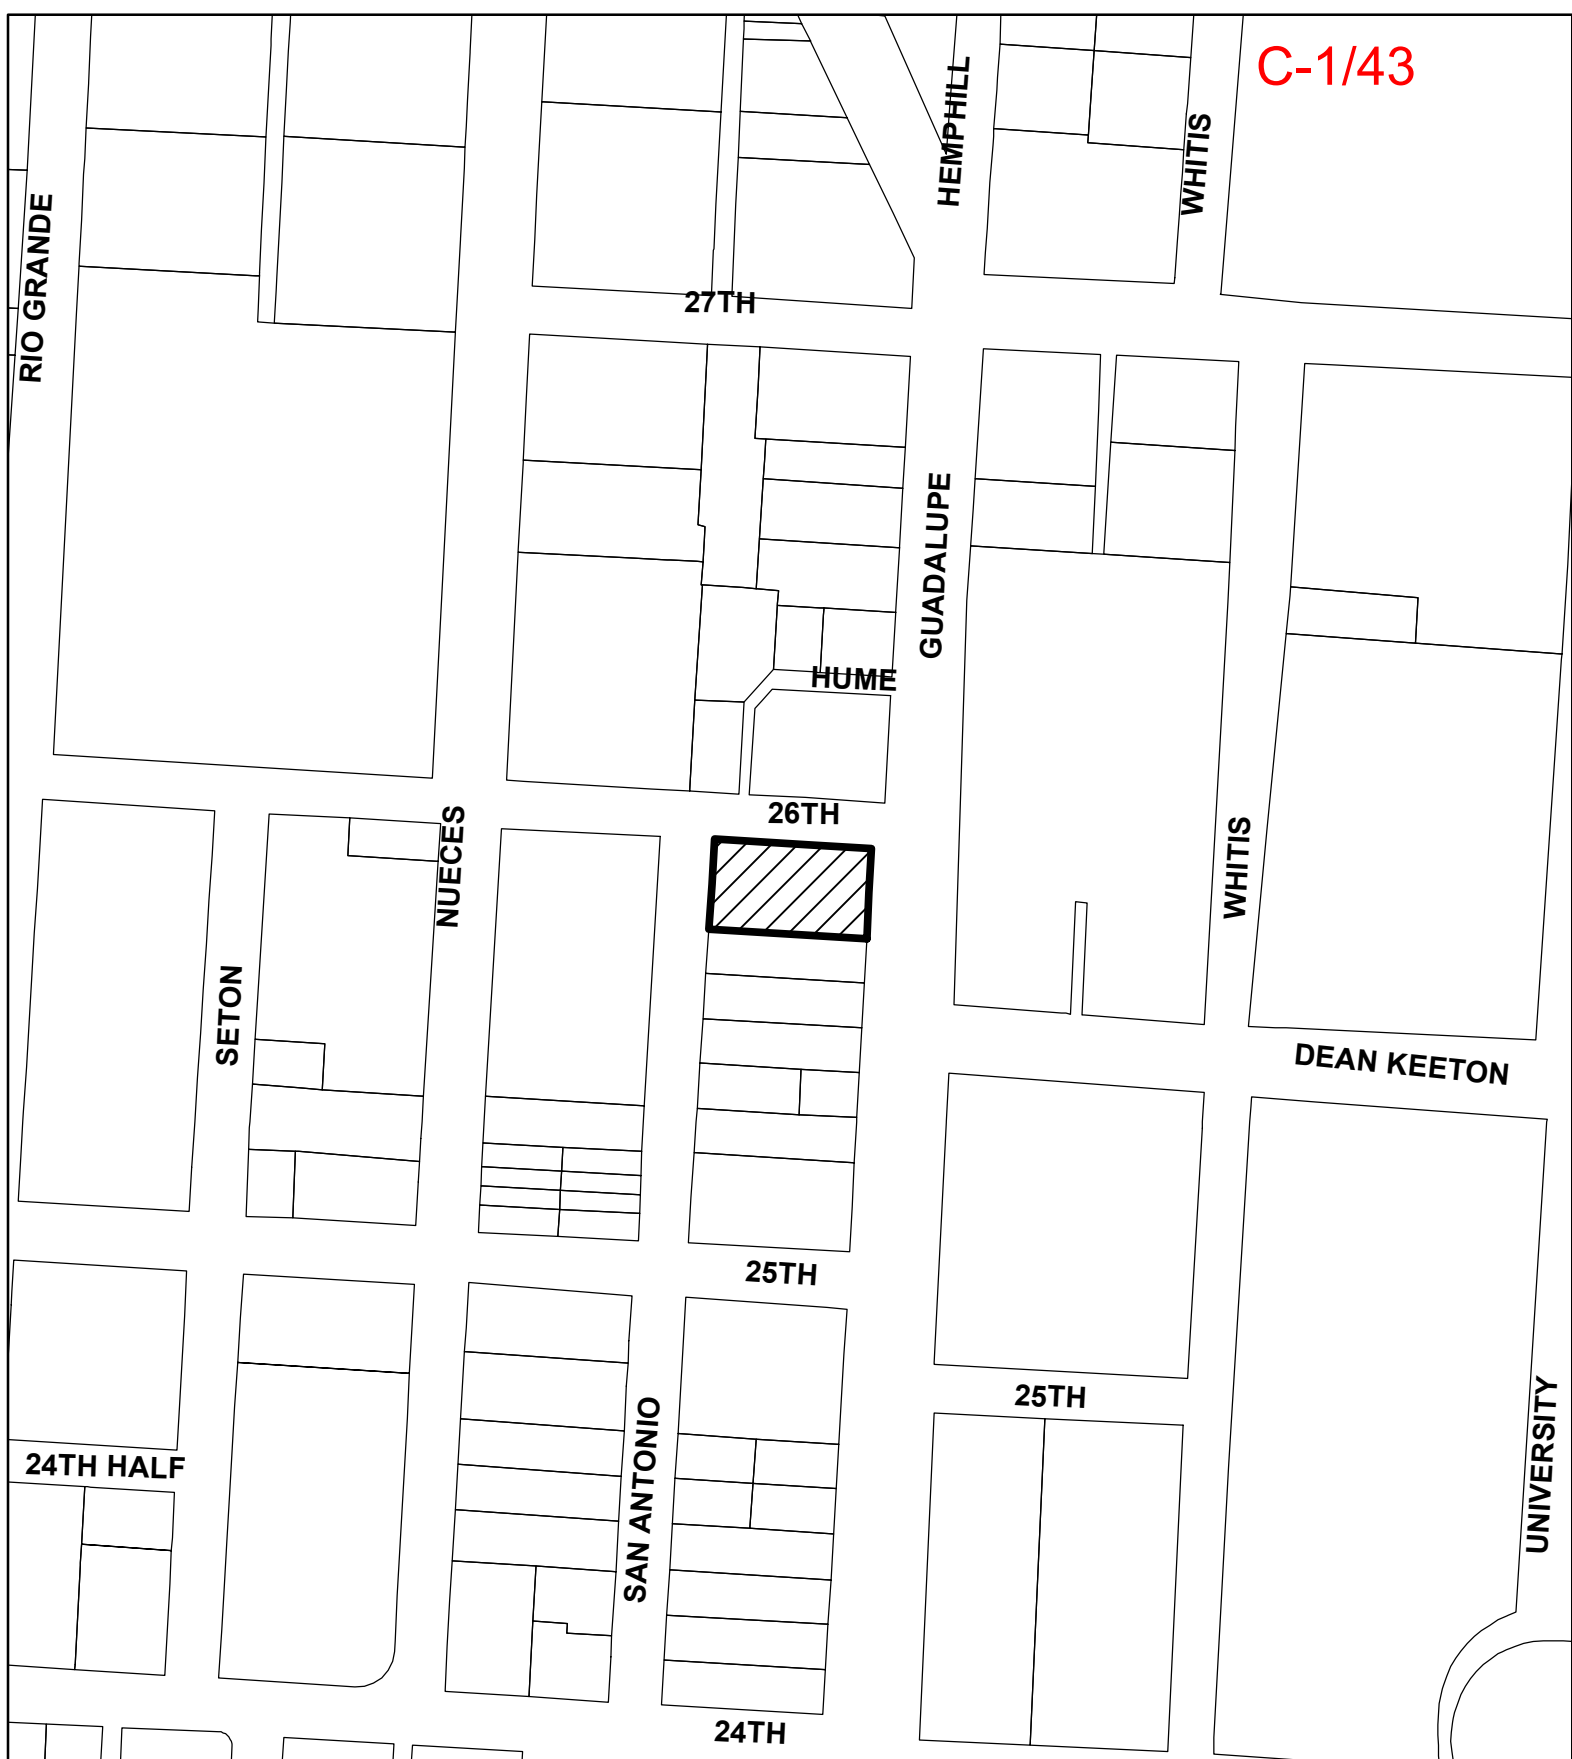 C-1/43
HEMPHILL
WHITIS
RIO GRANDE
27TH
GUADALUPE
HUME
26TH
NUECES
WHITIS
SETON
DEAN KEETON
25TH
25TH
24TH HALF
SAN ANTONIO
UNIVERSITY
24TH